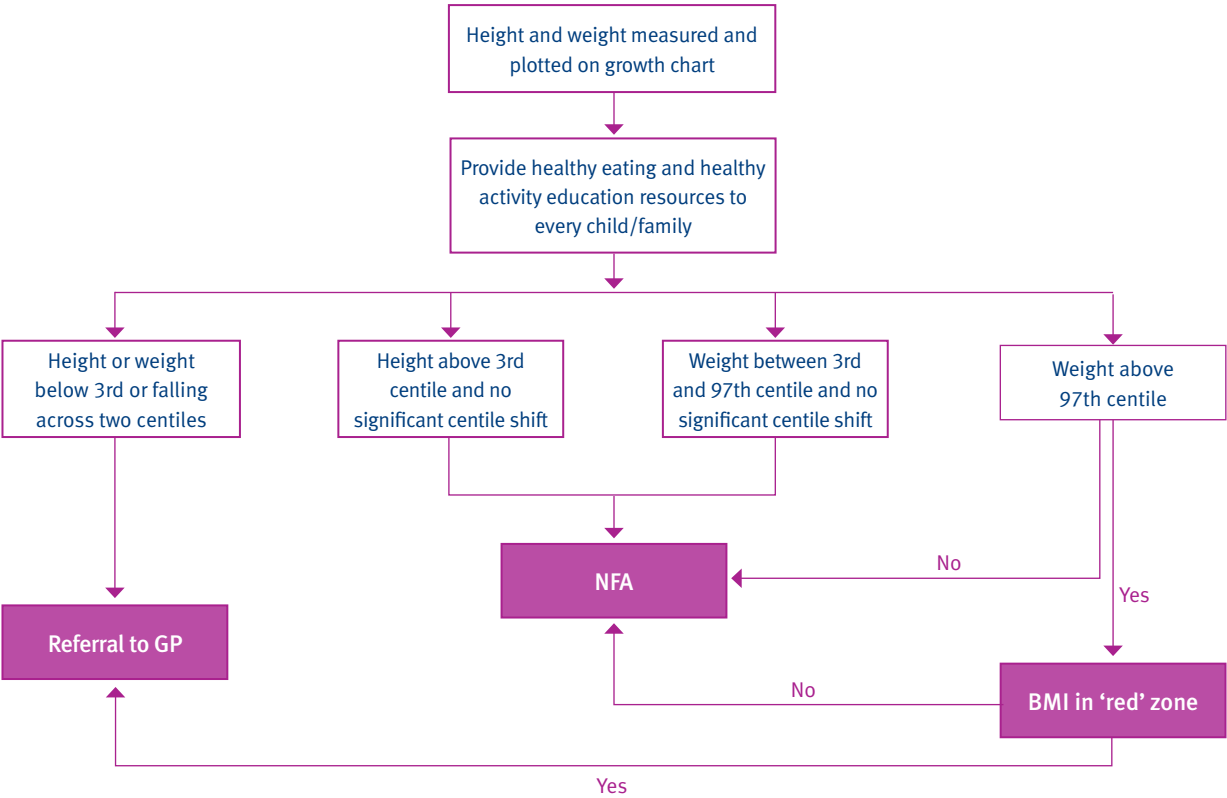 Height and weight measured and
plotted on growth chart
Provide healthy eating and healthy
activity education resources to
every child/family
Height or weight
below 3rd or falling
across two centiles
Height above 3rd
centile and no
significant centile shift
Weight between 3rd
and 97th centile and no
significant centile shift
Weight above
97th centile
No
NFA
Yes
Referral to GP
No
BMI in ‘red’ zone
Yes